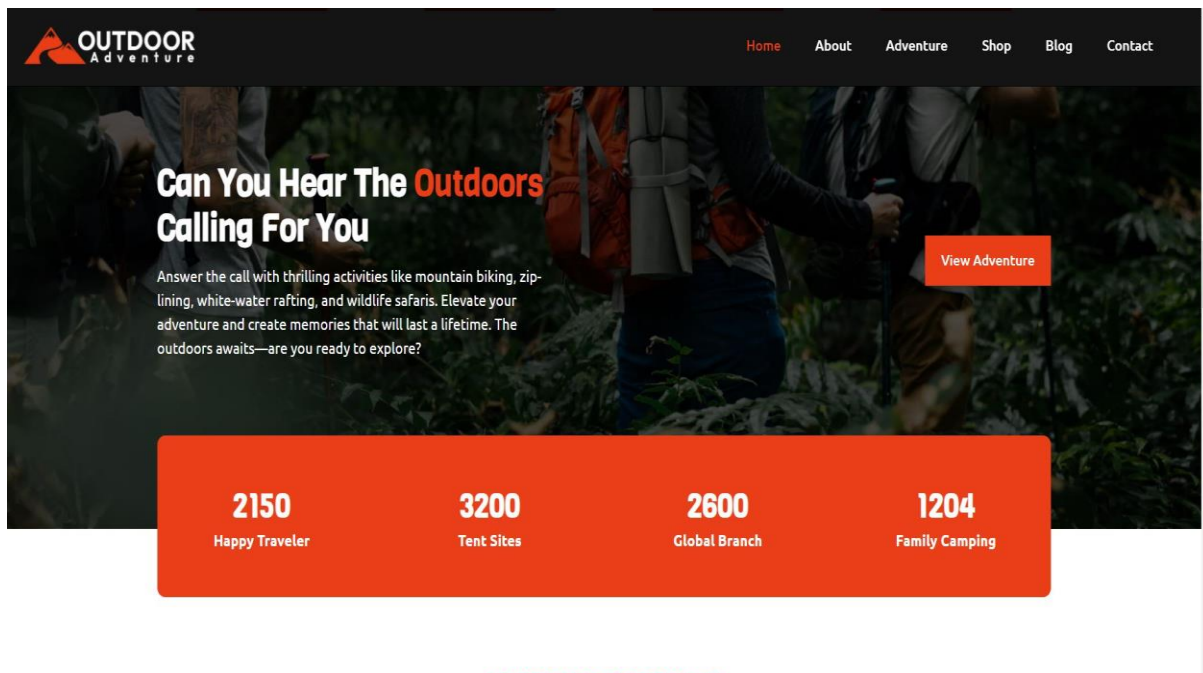 OUTDOOR
Adventure
Home About Adventure Shop Blog Contact
Can You Hear The Outdoors
Calling For You
Answer the call with thrilling activities like mountain biking, zip-
lining, white-water rafting, and wildlife safaris. Elevate your
adventure and create memories that will last a lifetime. The
outdoors awaits—are you ready to explore?
View Adventure
2150 3200 2600 1204
Happy Traveler Tent Sites Global Branch Family Camping